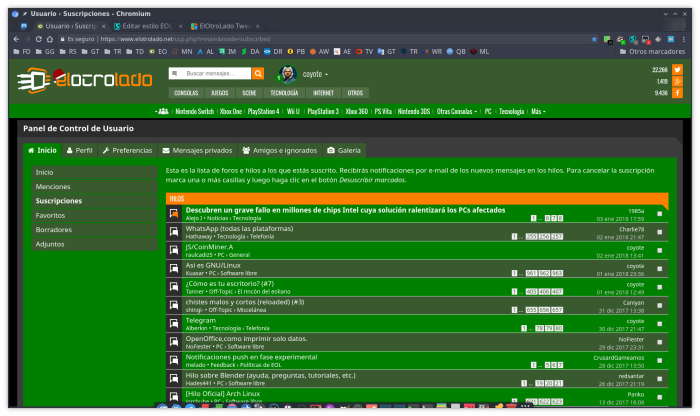 Usuario › Suscripciones - Chromium
Usuario › Suscrip
Editar estilo EOL
ElOtroLado Twea
Es seguro | https://www.elotrolado.net/ucp.php?i=main&mode=subscribed
FD GG RS GT TR TD EO MN AL IM DA DR PB AW AE TV GT TR WR QB ML Otros marcadores
elotrolado
Buscar mensajes...
coyote
22,266
1,419
9,436
CONSOLAS JUEGOS SCENE TECNOLOGÍA INTERNET OTROS
Nintendo Switch Xbox One PlayStation 4 Wii U PlayStation 3 Xbox 360 PS Vita Nintendo 3DS Otras Consolas PC Tecnología Más
Panel de Control de Usuario
Inicio Perfil Preferencias Mensajes privados Amigos e ignorados Galería
Inicio
Menciones
Suscripciones
Favoritos
Borradores
Adjuntos
Esta es la lista de foros e hilos a los que estás suscrito. Recibirás notificaciones por e-mail de los nuevos mensajes en los hilos. Para cancelar la suscripción
marca una o más casillas y luego haga clic en el botón Desuscribir marcados.
HILOS
Descubren un grave fallo en millones de chips Intel cuya solución ralentizará los PCs afectados
Alejo I • Noticias › Tecnología
1 ... 6 7 8
1985a
03 ene 2018 17:59
WhatsApp (todas las plataformas)
Hathaway • Tecnología › Telefonía
1 ... 255 256 257
Charlie78
02 ene 2018 21:47
JS/CoinMiner.A
raulcadiz5 • PC › General
coyote
02 ene 2018 13:41
Asi es GNU/Linux
Kuasar • PC › Software libre
1 ... 961 962 963
coyote
01 ene 2018 23:36
¿Cómo es tu escritorio? (#7)
Tanner • Off-Topic › El rincón del eoliano
1 ... 405 406 407
coyote
01 ene 2018 12:49
chistes malos y cortos (reloaded) (#3)
shingi- • Off-Topic › Miscelánea
1 ... 655 656 657
Caniyan
31 dic 2017 13:38
Telegram
Alberkin • Tecnología › Telefonía
1 ... 78 79 80
coyote
30 dic 2017 21:47
OpenOffice,como imprimir solo datos.
NoFiester • PC › Software libre
NoFiester
29 dic 2017 23:31
Notificaciones push en fase experimental
melado • Feedback › Políticas de EOL
1 ... 5 6 7
CrusardGameamos
28 dic 2017 13:50
Hilo sobre Blender (ayuda, preguntas, tutoriales, etc.)
Hades441 • PC › Software libre
1 ... 19 20 21
redsantar
26 dic 2017 21:19
[Hilo Oficial] Arch Linux
jorcoval • PC › Software libre
622 623
Panko
13 dic 2017 18:08